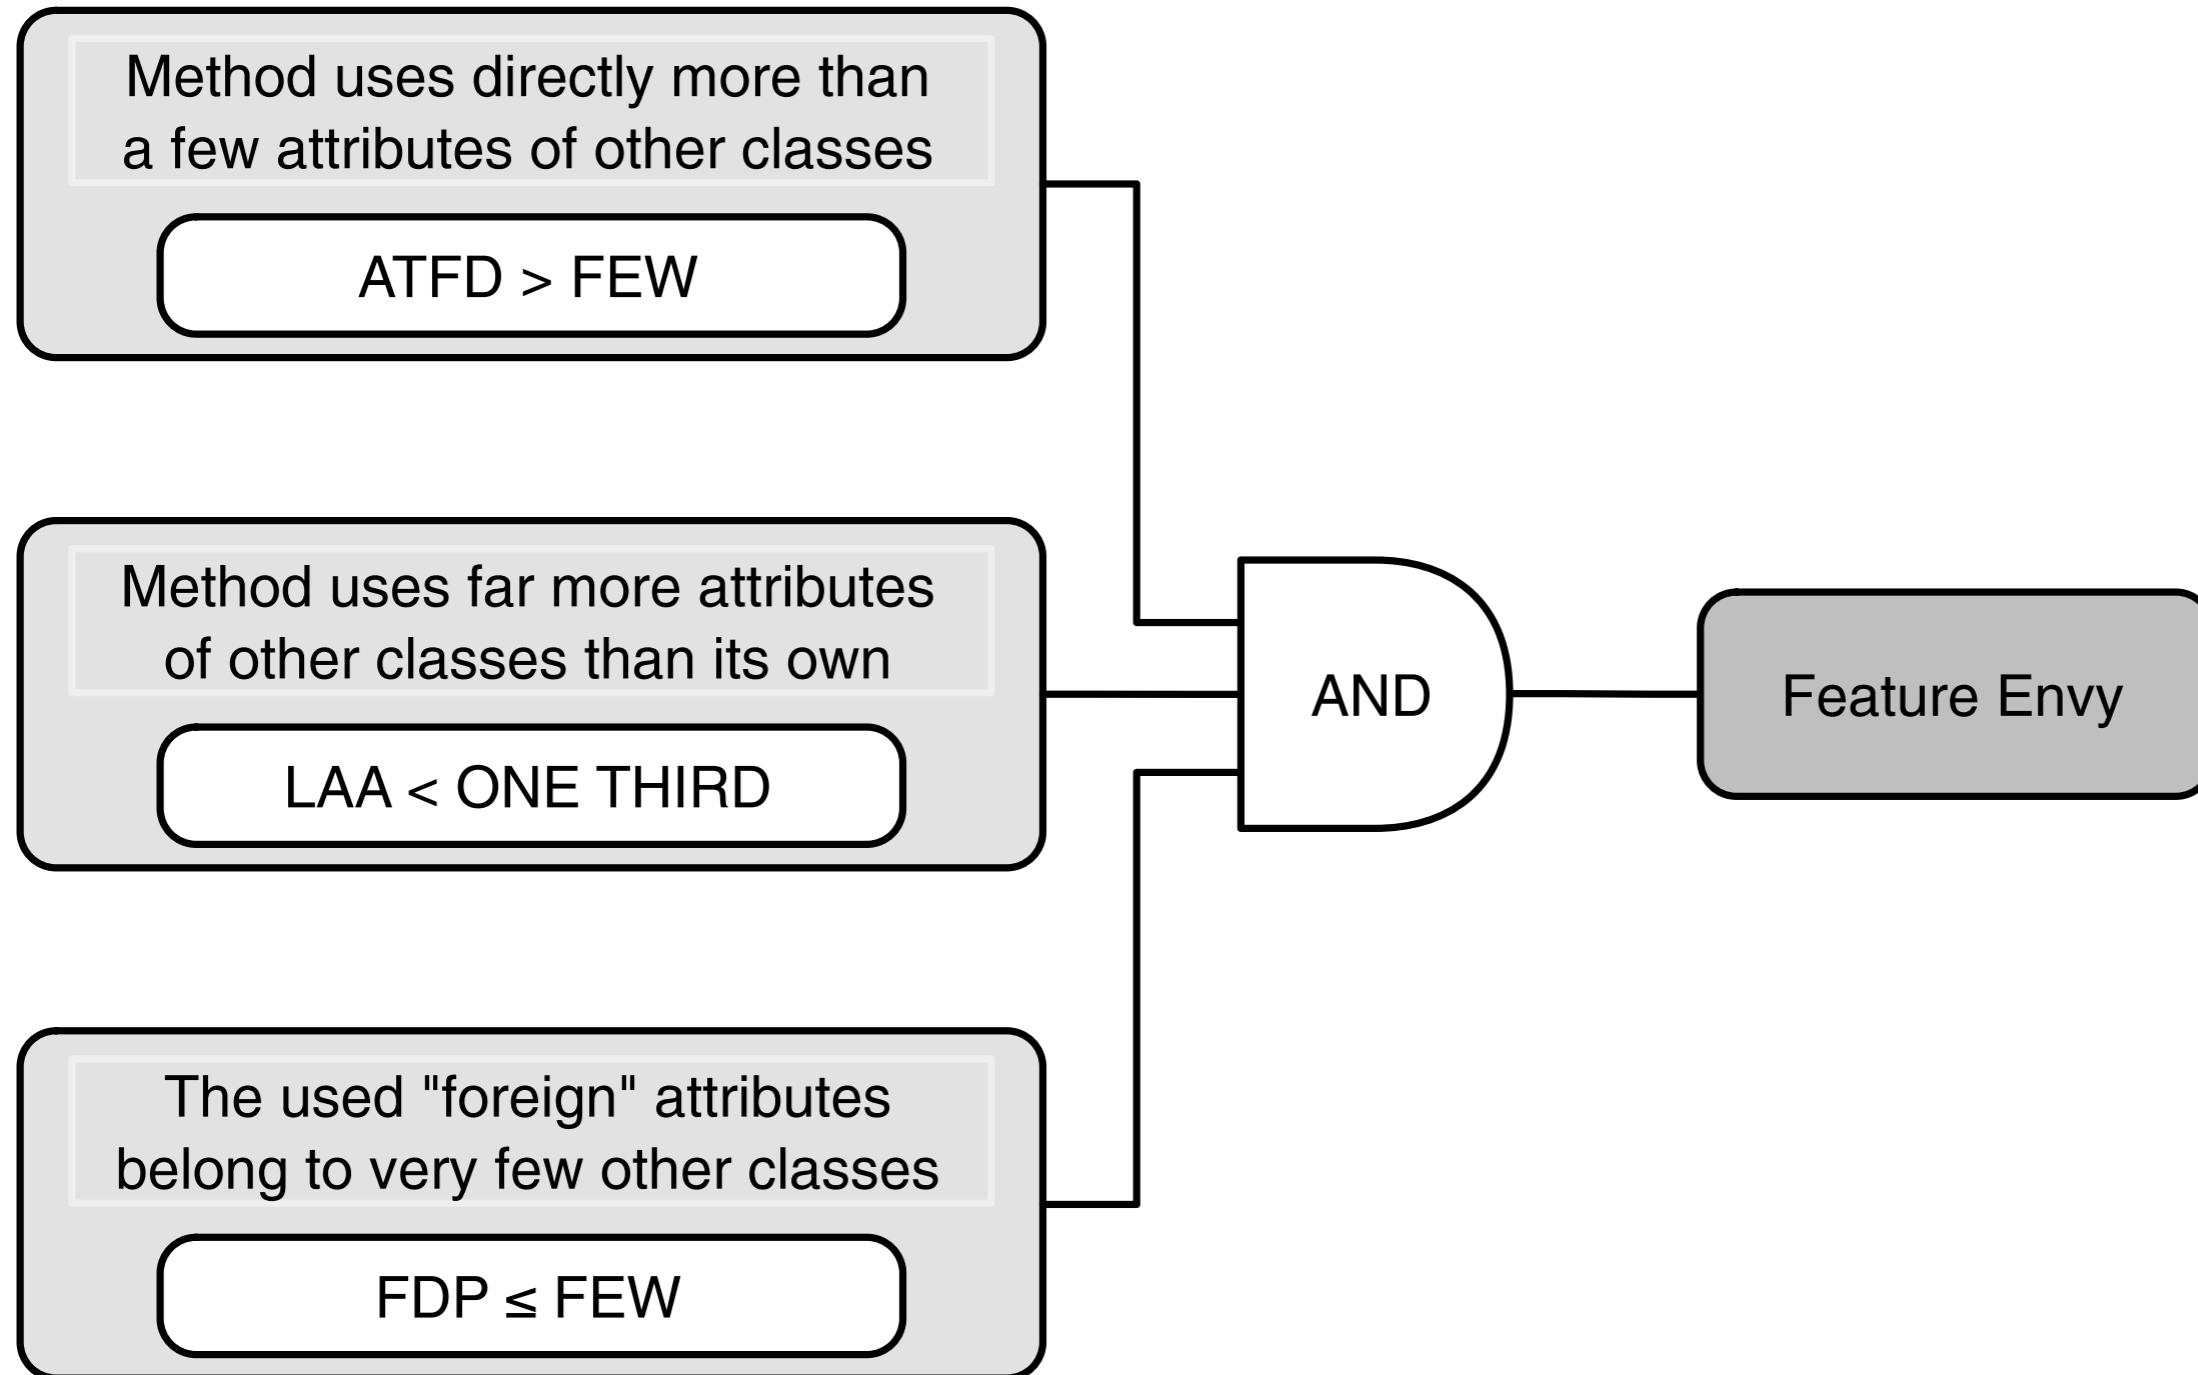 Method uses directly more than
a few attributes of other classes
ATFD > FEW
Method uses far more attributes
of other classes than its own
LAA < ONE THIRD
The used "foreign" attributes
belong to very few other classes
FDP ≤ FEW
AND
Feature Envy